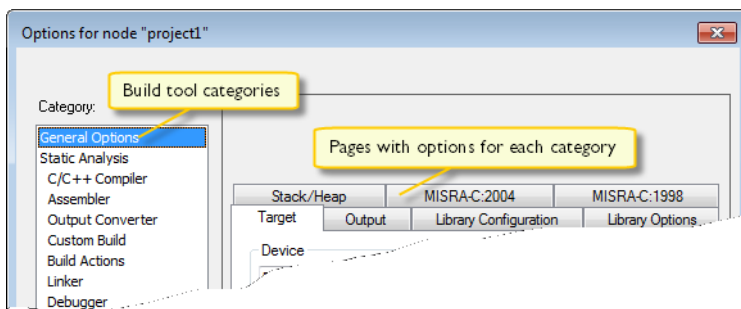 Options for node "project1"
Build tool categories
Category:
General Options
Static Analysis
C/C++ Compiler
Assembler
Output Converter
Custom Build
Build Actions
Linker
Debugger
Pages with options for each category
Stack/Heap MISRA-C:2004 MISRA-C:1998
Target Output Library Configuration Library Options
Device